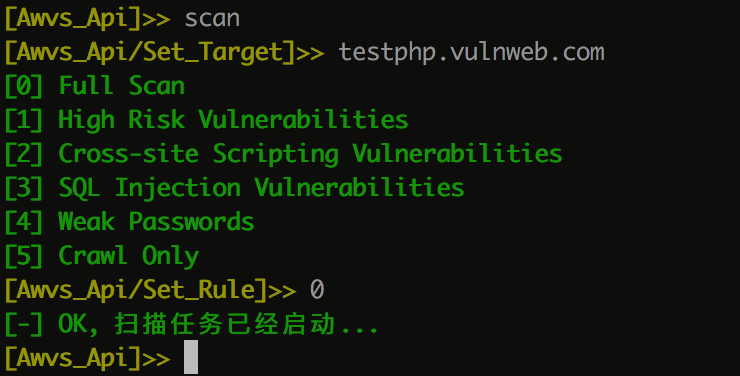 [Awvs_Api]>> scan
[Awvs_Api/Set_Target]>> testphp.vulnweb.com
[0] Full Scan
[1] High Risk Vulnerabilities
[2] Cross-site Scripting Vulnerabilities
[3] SQL Injection Vulnerabilities
[4] Weak Passwords
[5] Crawl Only
[Awvs_Api/Set_Rule]>> 0
[-] OK, 扫描任务已经启动...
[Awvs_Api]>>